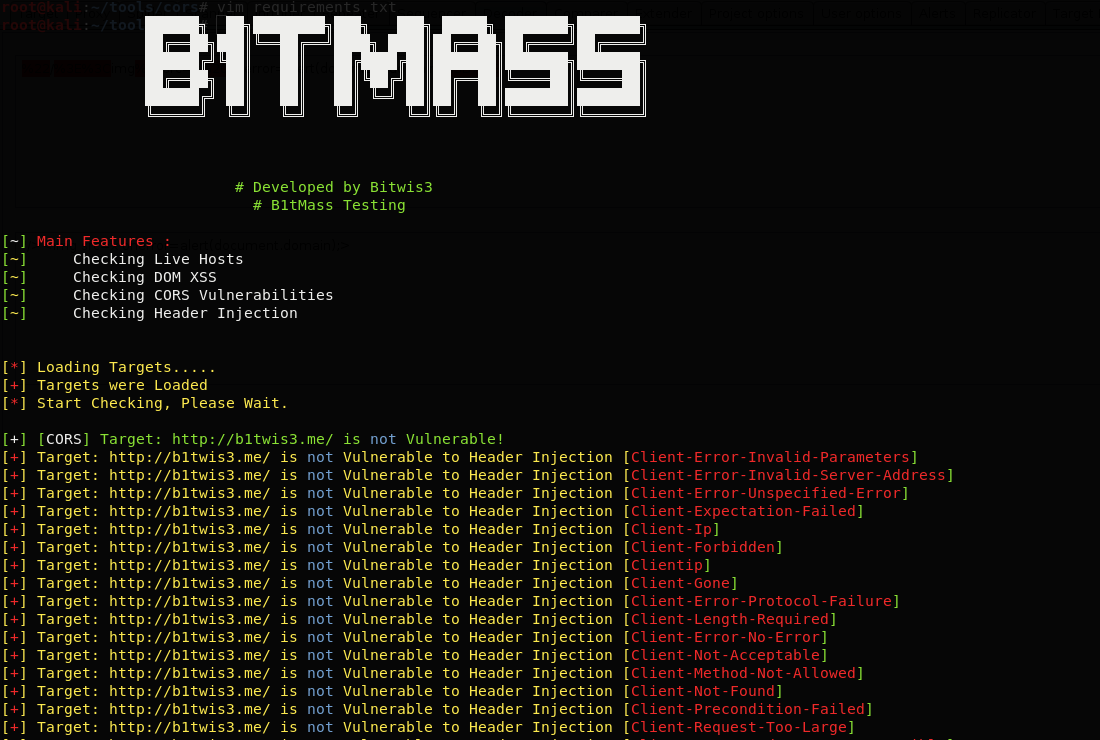 root@kali:~/tools/cors# vim requirements.txt
root@kali:~/tool
B1TMASS
# Developed by Bitwis3
# B1tMass Testing
[~] Main Features :
[~] Checking Live Hosts
[~] Checking DOM XSS
[~] Checking CORS Vulnerabilities
[~] Checking Header Injection
[*] Loading Targets.....
[+] Targets were Loaded
[*] Start Checking, Please Wait.
[+] [CORS] Target: http://b1twis3.me/ is not Vulnerable!
[+] Target: http://b1twis3.me/ is not Vulnerable to Header Injection [Client-Error-Invalid-Parameters]
[+] Target: http://b1twis3.me/ is not Vulnerable to Header Injection [Client-Error-Invalid-Server-Address]
[+] Target: http://b1twis3.me/ is not Vulnerable to Header Injection [Client-Error-Unspecified-Error]
[+] Target: http://b1twis3.me/ is not Vulnerable to Header Injection [Client-Expectation-Failed]
[+] Target: http://b1twis3.me/ is not Vulnerable to Header Injection [Client-Ip]
[+] Target: http://b1twis3.me/ is not Vulnerable to Header Injection [Client-Forbidden]
[+] Target: http://b1twis3.me/ is not Vulnerable to Header Injection [Clientip]
[+] Target: http://b1twis3.me/ is not Vulnerable to Header Injection [Client-Gone]
[+] Target: http://b1twis3.me/ is not Vulnerable to Header Injection [Client-Error-Protocol-Failure]
[+] Target: http://b1twis3.me/ is not Vulnerable to Header Injection [Client-Length-Required]
[+] Target: http://b1twis3.me/ is not Vulnerable to Header Injection [Client-Error-No-Error]
[+] Target: http://b1twis3.me/ is not Vulnerable to Header Injection [Client-Not-Acceptable]
[+] Target: http://b1twis3.me/ is not Vulnerable to Header Injection [Client-Method-Not-Allowed]
[+] Target: http://b1twis3.me/ is not Vulnerable to Header Injection [Client-Not-Found]
[+] Target: http://b1twis3.me/ is not Vulnerable to Header Injection [Client-Precondition-Failed]
[+] Target: http://b1twis3.me/ is not Vulnerable to Header Injection [Client-Request-Too-Large]